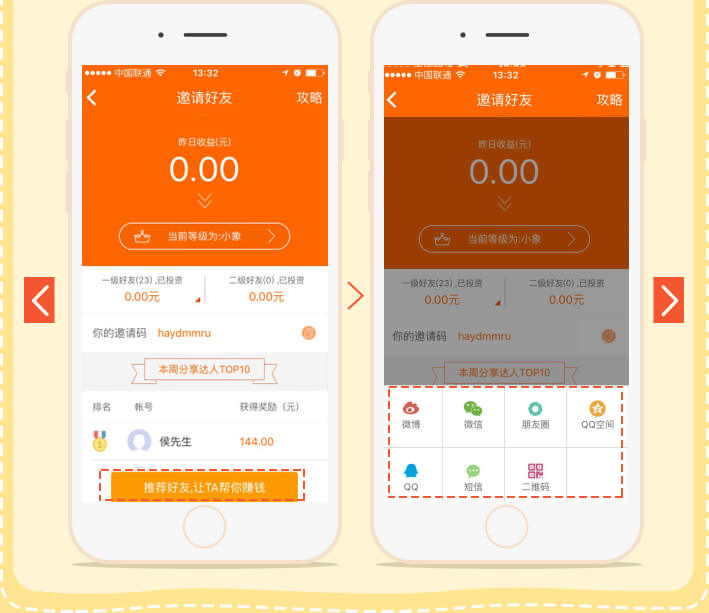 中国联通 13:32
邀请好友 攻略
昨日收益(元)
0.00
当前等级为:小象
一级好友(23) ,已投资 二级好友(0) ,已投资
0.00元 0.00元
你的邀请码 haydmmru
本周分享达人TOP10
排名 帐号 获得奖励（元）
1 侯先生 144.00
推荐好友,让TA帮你赚钱
中国联通 13:32
邀请好友 攻略
昨日收益(元)
0.00
当前等级为:小象
一级好友(23) ,已投资 二级好友(0) ,已投资
0.00元 0.00元
你的邀请码 haydmmru
本周分享达人TOP10
微博 微信 朋友圈 QQ空间
QQ 短信 二维码